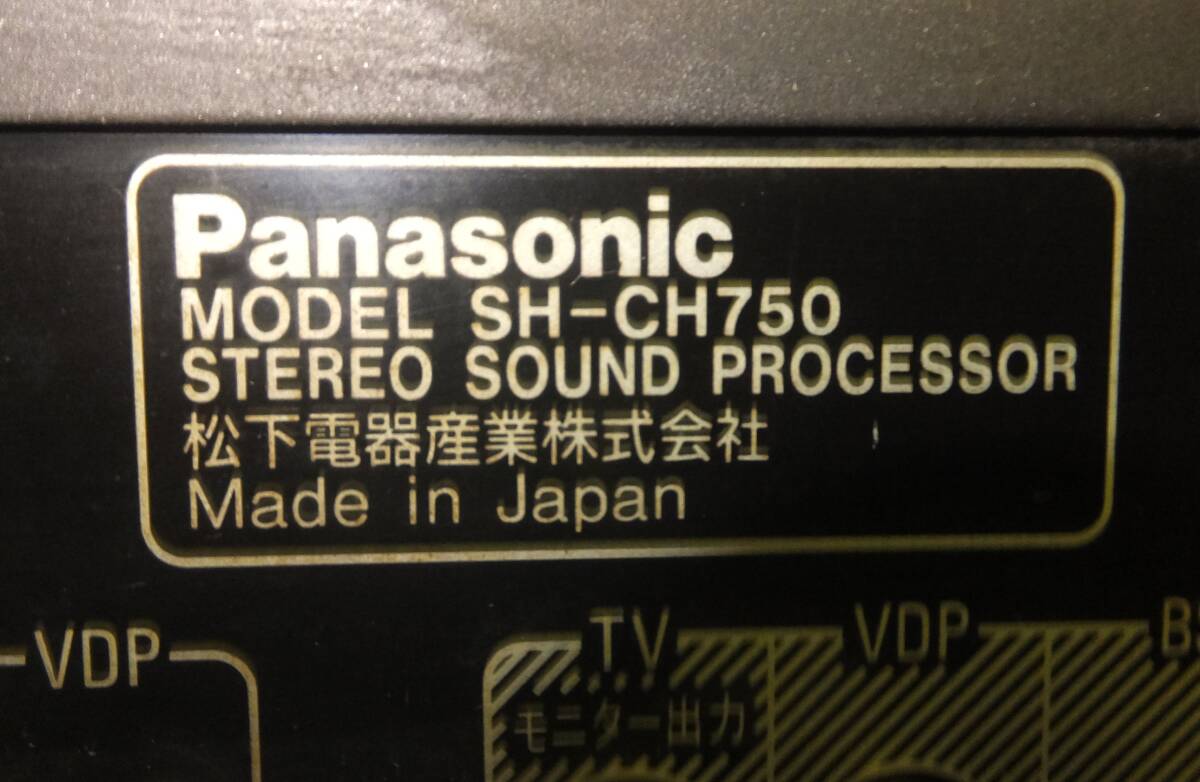 Panasonic
MODEL SH-CH750
STEREO SOUND PROCESSOR
松下電器産業株式会社
Made in Japan
VDP
TV
VDP
モニター出力